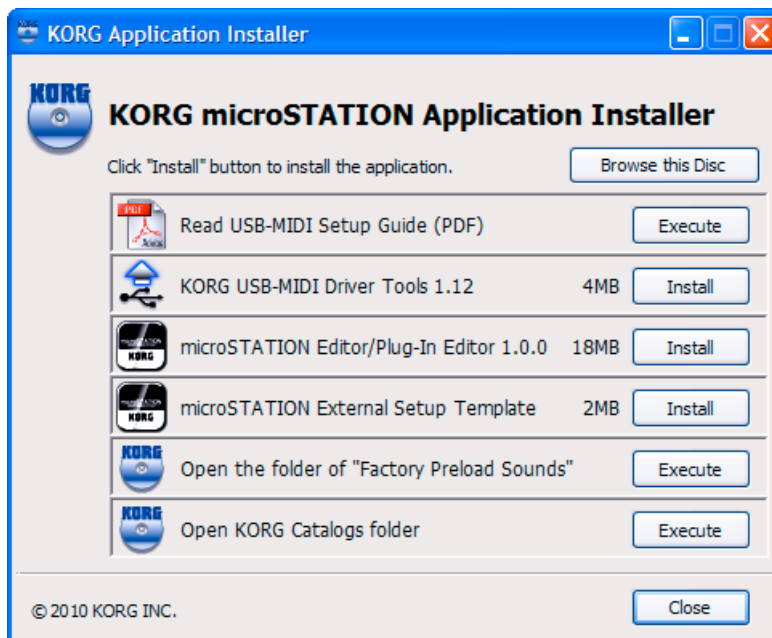 KORG Application Installer
KORG
KORG microSTATION Application Installer
Click "Install" button to install the application.
Browse this Disc
Read USB-MIDI Setup Guide (PDF)
Execute
KORG USB-MIDI Driver Tools 1.12 4MB
Install
microSTATION Editor/Plug-In Editor 1.0.0 18MB
Install
microSTATION External Setup Template 2MB
Install
KORG
Open the folder of "Factory Preload Sounds"
Execute
KORG
Open KORG Catalogs folder
Execute
© 2010 KORG INC.
Close